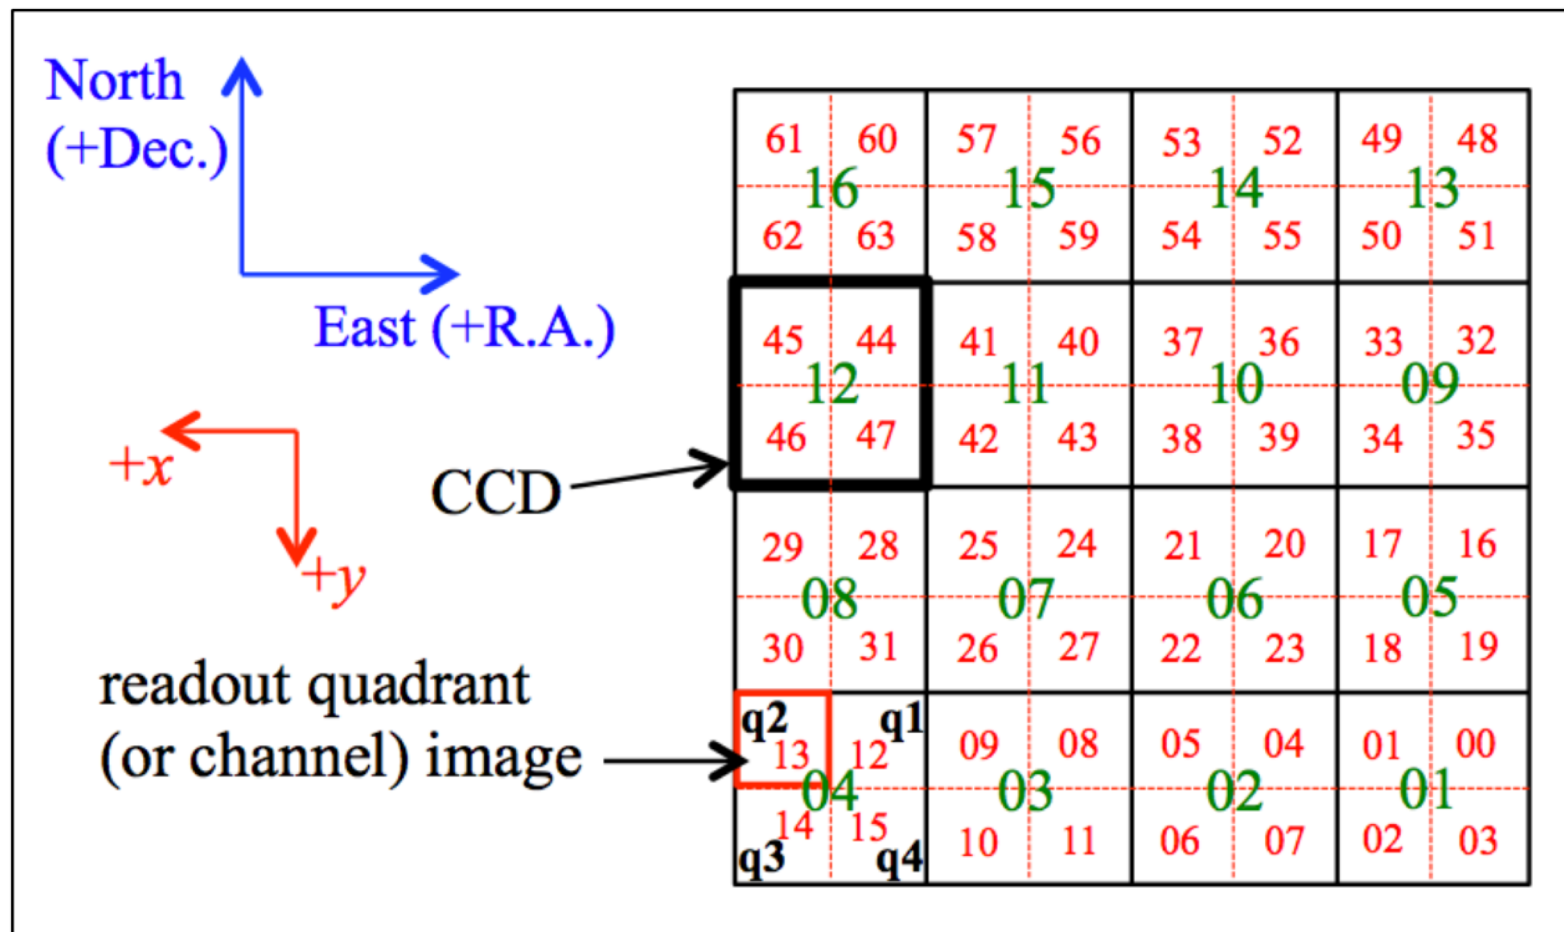 North
(+Dec.)
East (+R.A.)
+x
+y
CCD
readout quadrant
(or channel) image
61 60 57 56 53 52 49 48
16 15 14 13
62 63 58 59 54 55 50 51
45 44 41 40 37 36 33 32
12 11 10 09
46 47 42 43 38 39 34 35
29 28 25 24 21 20 17 16
08 07 06 05
30 31 26 27 22 23 18 19
q2 q1
13 12 09 08 05 04 01 00
04 03 02 01
14 15 10 11 06 07 02 03
q3 q4